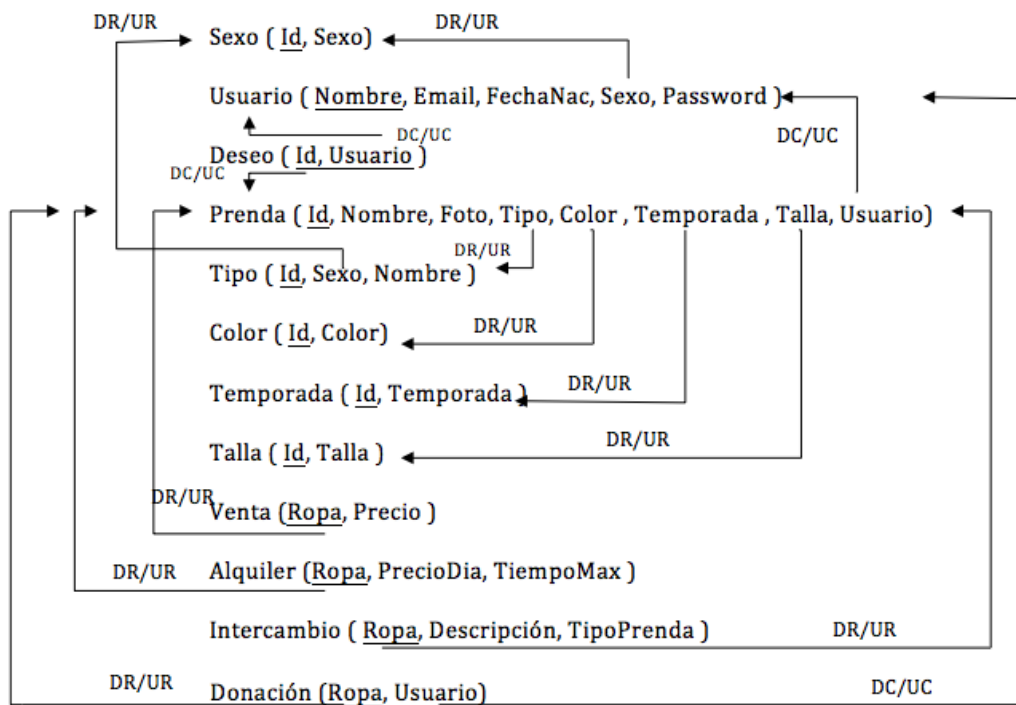 DR/UR DR/UR
Sexo ( Id, Sexo)
Usuario ( Nombre, Email, FechaNac, Sexo, Password )
DC/UC DC/UC
Deseo ( Id, Usuario )
DC/UC
Prenda ( Id, Nombre, Foto, Tipo, Color , Temporada , Talla, Usuario)
DR/UR
Tipo ( Id, Sexo, Nombre )
Color ( Id, Color) DR/UR
Temporada ( Id, Temporada ) DR/UR
Talla ( Id, Talla ) DR/UR
DR/UR Venta (Ropa, Precio )
DR/UR Alquiler (Ropa, PrecioDia, TiempoMax )
Intercambio ( Ropa, Descripción, TipoPrenda ) DR/UR
DR/UR Donación (Ropa, Usuario) DC/UC